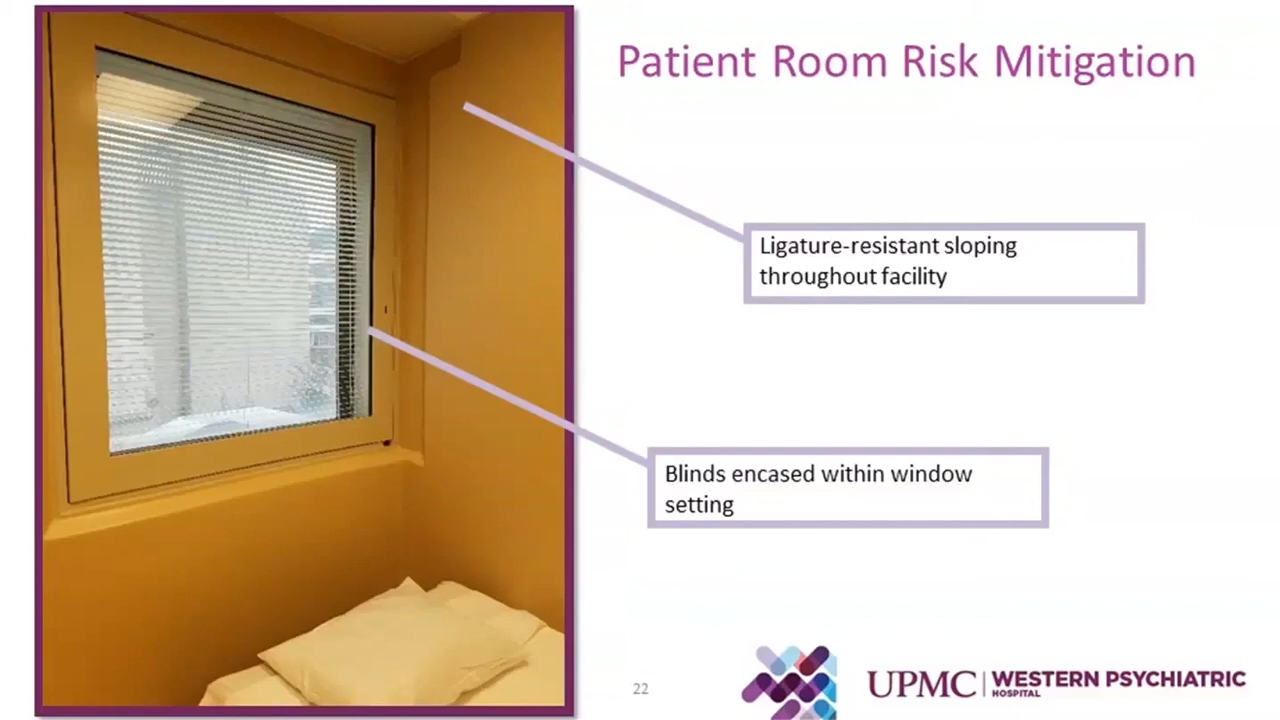 Patient Room Risk Mitigation
Ligature-resistant sloping
throughout facility
Blinds encased within window
setting
22
UPMC | WESTERN PSYCHIATRIC
HOSPITAL